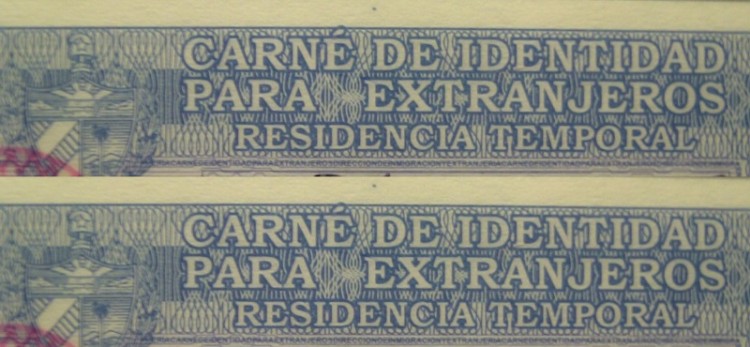 CARNÉ DE IDENTIDAD
PARA EXTRANJEROS
RESIDENCIA TEMPORAL
CARNÉ DE IDENTIDAD
PARA EXTRANJEROS
RESIDENCIA TEMPORAL